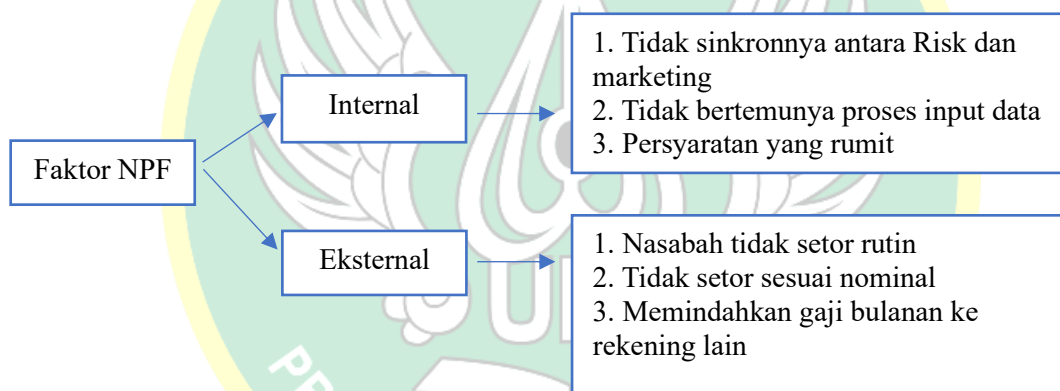 Faktor NPF
Internal
1. Tidak sinkronnya antara Risk dan
marketing
2. Tidak bertemunya proses input data
3. Persyaratan yang rumit
Eksternal
1. Nasabah tidak setor rutin
2. Tidak setor sesuai nominal
3. Memindahkan gaji bulanan ke
rekening lain